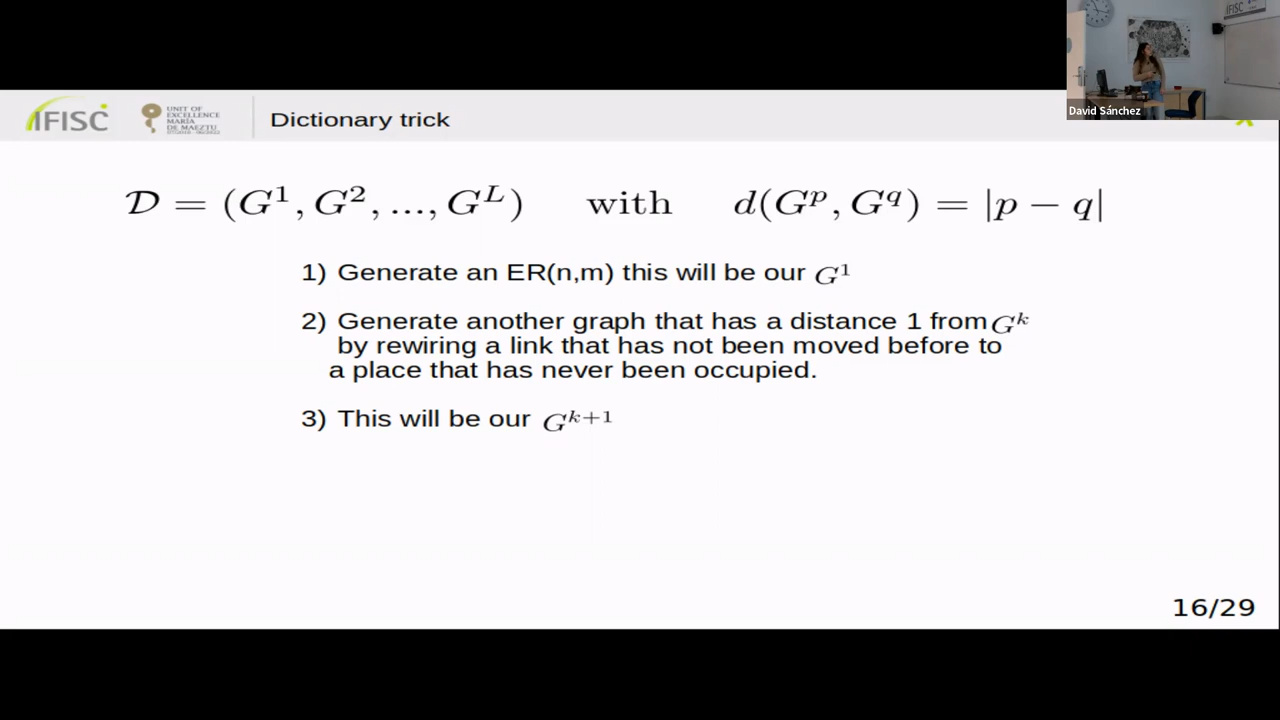 IFISC
David Sánchez
IFISC
UNIT OF
EXCELLENCE
MARÍA
DE MAEZTU
Dictionary trick
𝒟 = (G¹, G², ..., Gᴸ) with d(Gᵖ, G^q) = |p − q|
1) Generate an ER(n,m) this will be our G¹
2) Generate another graph that has a distance 1 from Gᵏ
by rewiring a link that has not been moved before to
a place that has never been occupied.
3) This will be our Gᵏ⁺¹
16/29